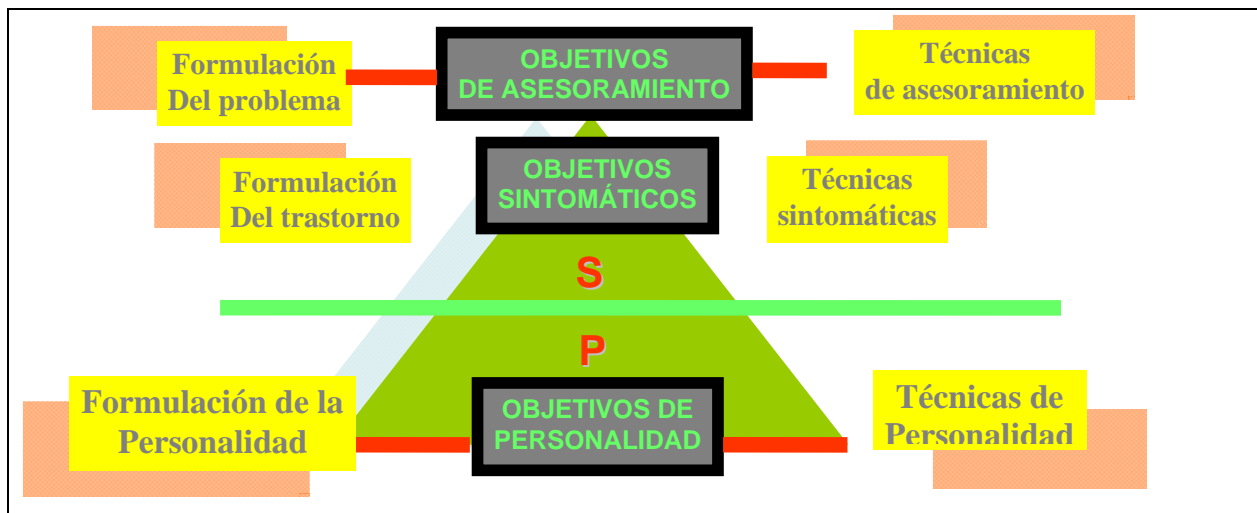 Formulación
Del problema
OBJETIVOS
DE ASESORAMIENTO
Técnicas
de asesoramiento
Formulación
Del trastorno
OBJETIVOS
SINTOMÁTICOS
Técnicas
sintomáticas
S
P
Formulación de la
Personalidad
OBJETIVOS DE
PERSONALIDAD
Técnicas de
Personalidad